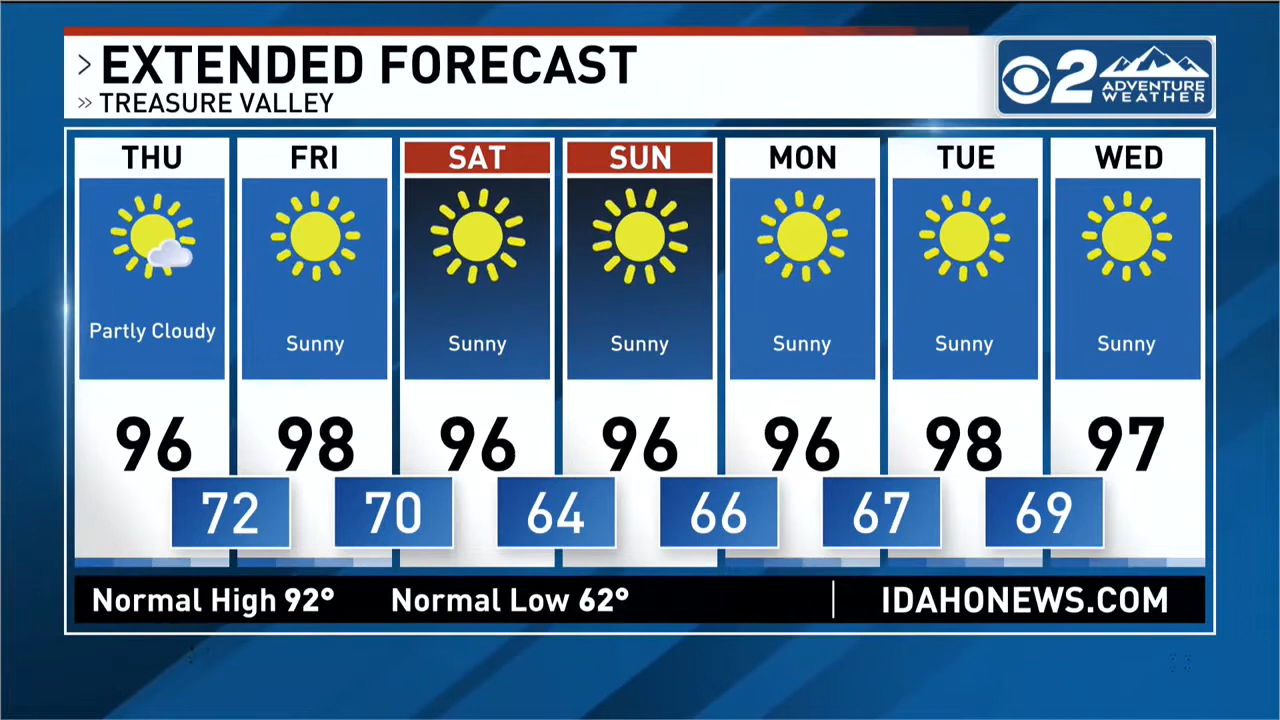 > EXTENDED FORECAST
» TREASURE VALLEY
2 ADVENTURE WEATHER
THU FRI SAT SUN MON TUE WED
Partly Cloudy Sunny Sunny Sunny Sunny Sunny Sunny
96 98 96 96 96 98 97
72 70 64 66 67 69
Normal High 92° Normal Low 62° IDAHONEWS.COM